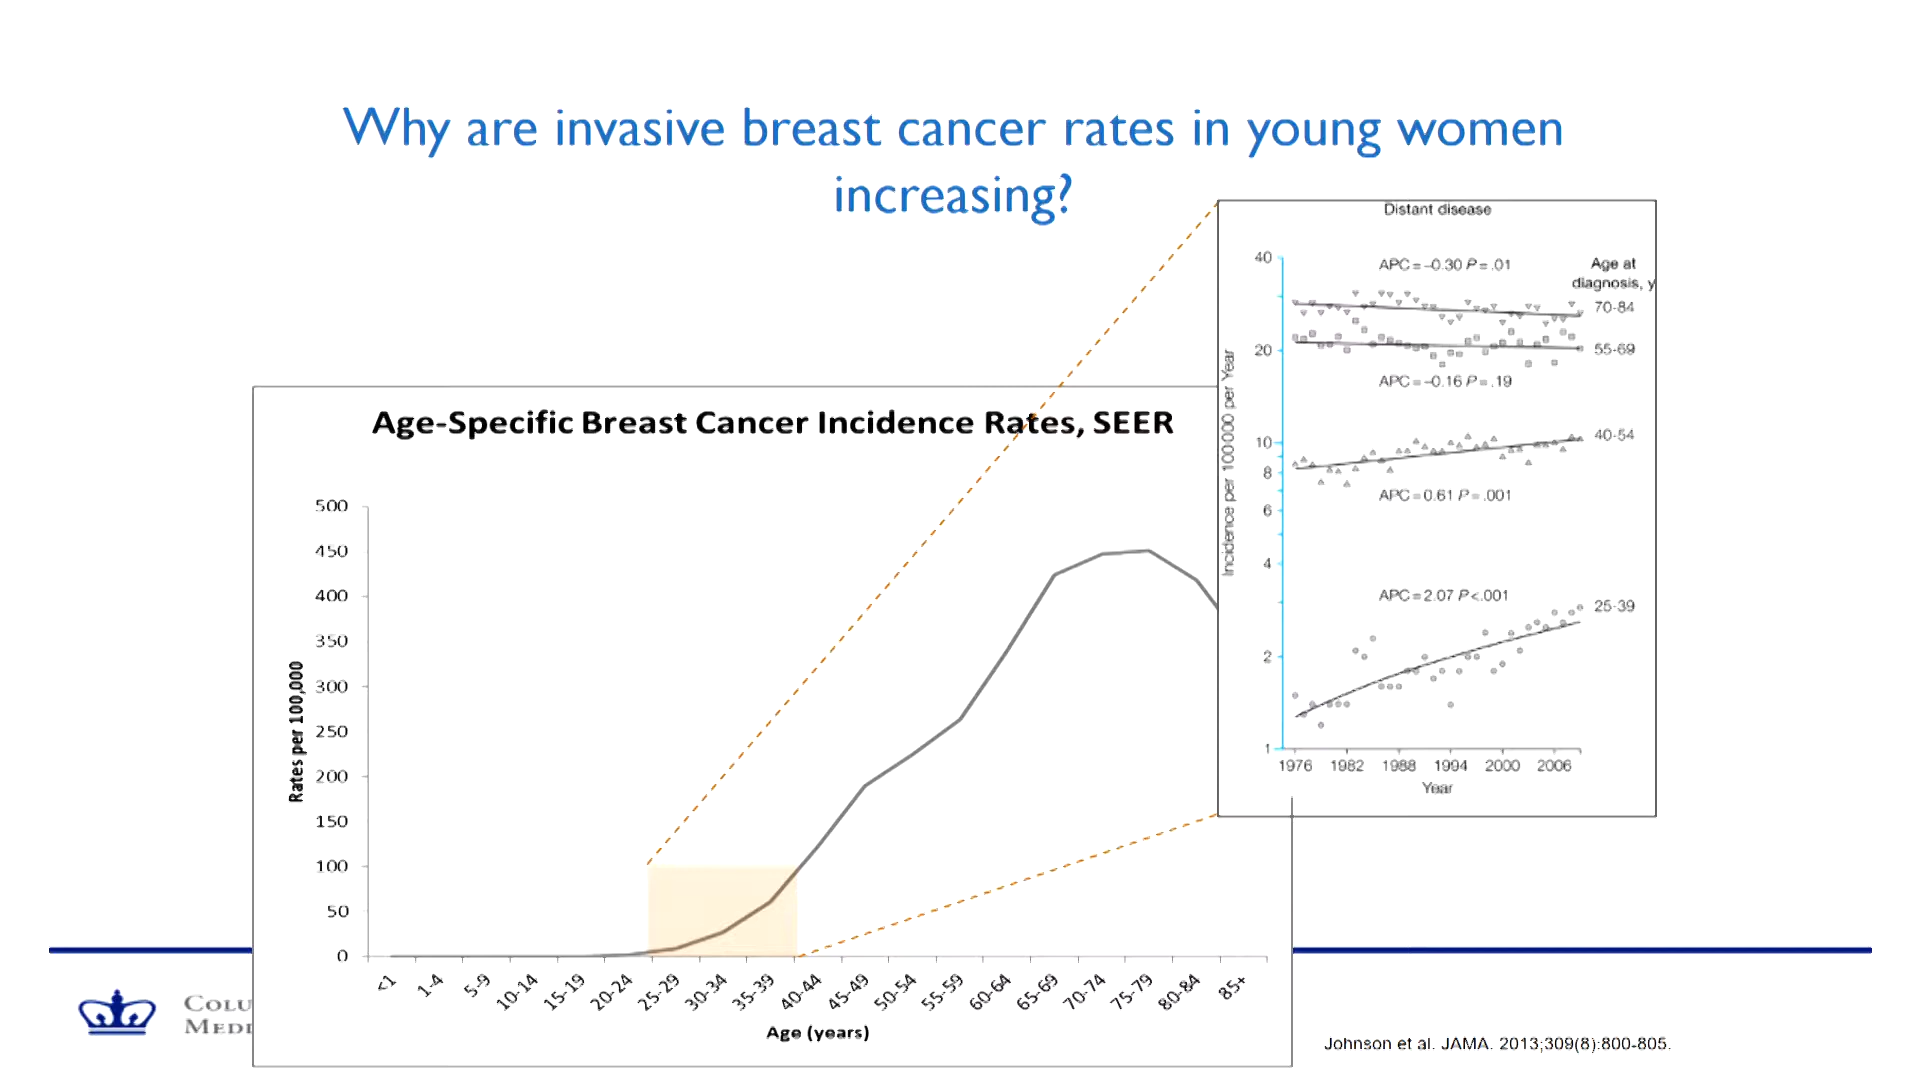 Why are invasive breast cancer rates in young women
increasing?
Distant disease
40
20
10
8
6
4
2
1
Incidence per 100000 per Year
APC=-0.30 P=.01
Age at
diagnosis, y
70-84
55-69
APC=-0.16 P=.19
40-54
APC=0.61 P=.001
APC=2.07 P<.001
25-39
1976 1982 1988 1994 2000 2006
Year
Age-Specific Breast Cancer Incidence Rates, SEER
500
450
400
350
300
250
200
150
100
50
0
Rates per 100,000
<1 1-4 5-9 10-14 15-19 20-24 25-29 30-34 35-39 40-44 45-49 50-54 55-59 60-64 65-69 70-74 75-79 80-84 85+
Age (years)
COLU
MEDI
Johnson et al. JAMA. 2013;309(8):800-805.